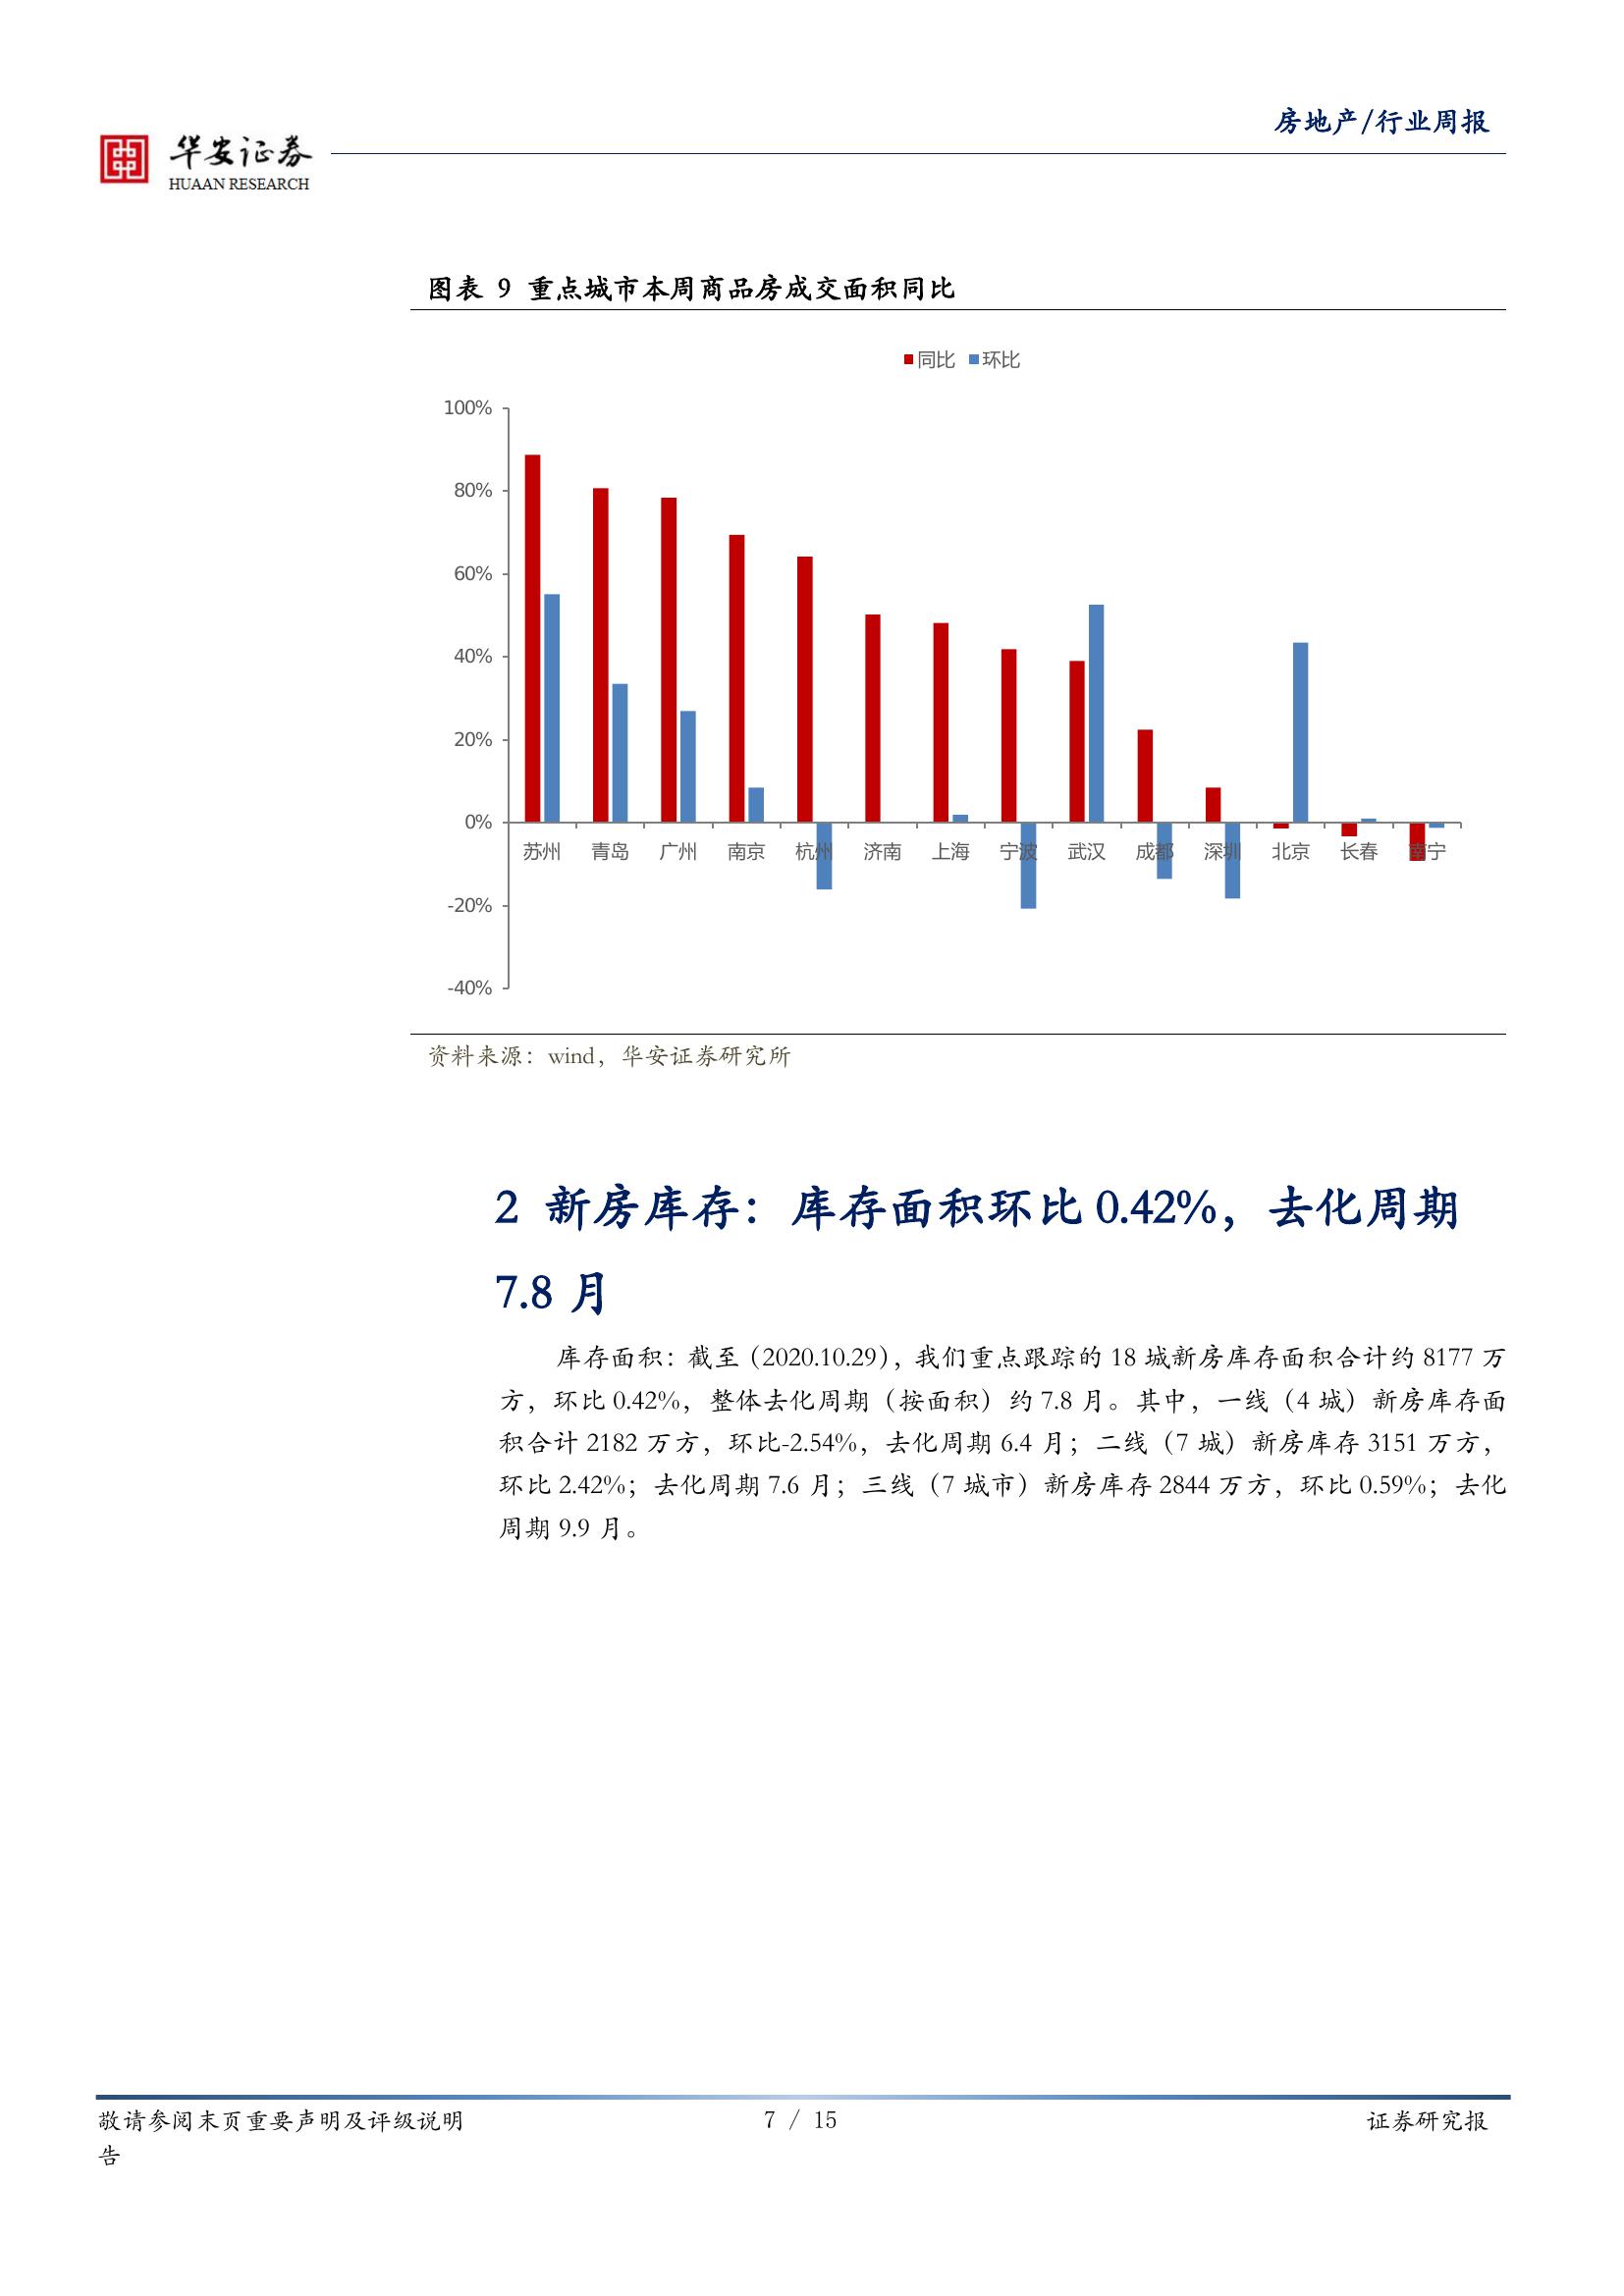 房地产/行业周报
华安证券
HUAAN RESEARCH
图表 9 重点城市本周商品房成交面积同比
同比 环比
100%
80%
60%
40%
20%
0%
苏州 青岛 广州 南京 杭州 济南 上海 宁波 武汉 成都 深圳 北京 长春 南宁
-20%
-40%
资料来源：wind，华安证券研究所
2 新房库存：库存面积环比 0.42%，去化周期
7.8 月
库存面积：截至（2020.10.29），我们重点跟踪的 18 城新房库存面积合计约 8177 万
方，环比 0.42%，整体去化周期（按面积）约 7.8 月。其中，一线（4 城）新房库存面
积合计 2182 万方，环比-2.54%，去化周期 6.4 月；二线（7 城）新房库存 3151 万方，
环比 2.42%；去化周期 7.6 月；三线（7 城市）新房库存 2844 万方，环比 0.59%；去化
周期 9.9 月。
敬请参阅末页重要声明及评级说明 7 / 15 证券研究报
告